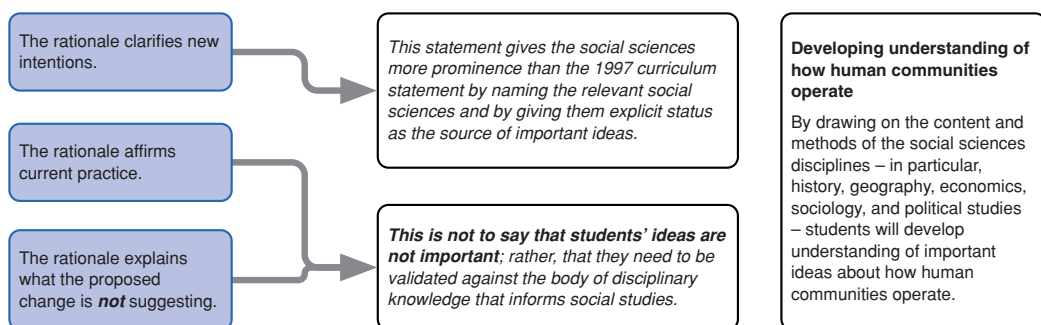 The rationale clarifies new
intentions.
The rationale affirms
current practice.
The rationale explains
what the proposed
change is not suggesting.
This statement gives the social sciences
more prominence than the 1997 curriculum
statement by naming the relevant social
sciences and by giving them explicit status
as the source of important ideas.
This is not to say that students’ ideas are
not important; rather, that they need to be
validated against the body of disciplinary
knowledge that informs social studies.
Developing understanding of
how human communities
operate
By drawing on the content and
methods of the social sciences
disciplines – in particular,
history, geography, economics,
sociology, and political studies
– students will develop
understanding of important
ideas about how human
communities operate.